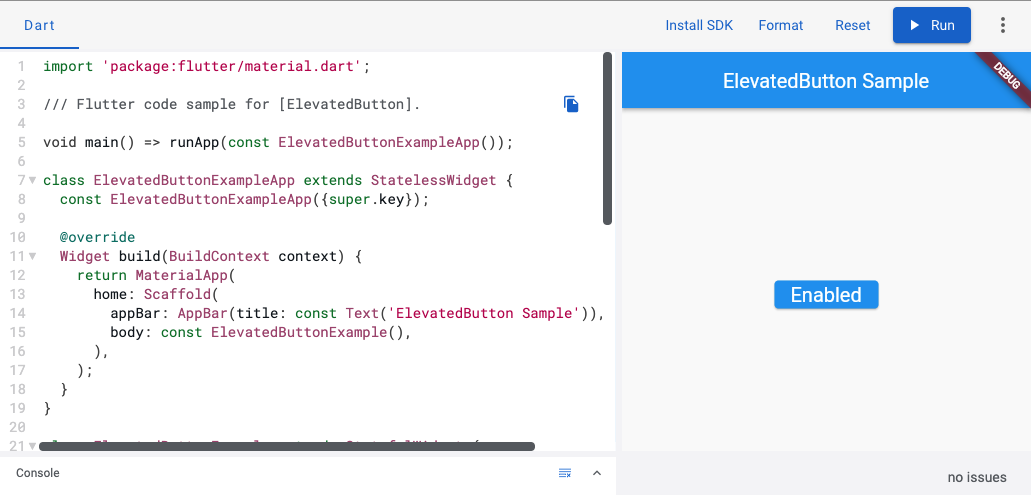 Dart
Install SDK
Format
Reset
Run
1 import 'package:flutter/material.dart';
2
3 /// Flutter code sample for [ElevatedButton].
4
5 void main() => runApp(const ElevatedButtonExampleApp());
6
7 class ElevatedButtonExampleApp extends StatelessWidget {
8 const ElevatedButtonExampleApp({super.key});
9
10 @override
11 Widget build(BuildContext context) {
12 return MaterialApp(
13 home: Scaffold(
14 appBar: AppBar(title: const Text('ElevatedButton Sample')),
15 body: const ElevatedButtonExample(),
16 ),
17 );
18 }
19 }
20
21
ElevatedButton Sample
DEBUG
Enabled
Console
no issues